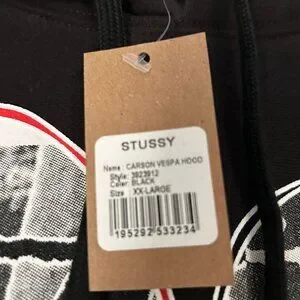 STUSSY
Name : CARSON VESPA HOOD
Style: 3923912
Color: BLACK
Size : XX-LARGE
195292 533234